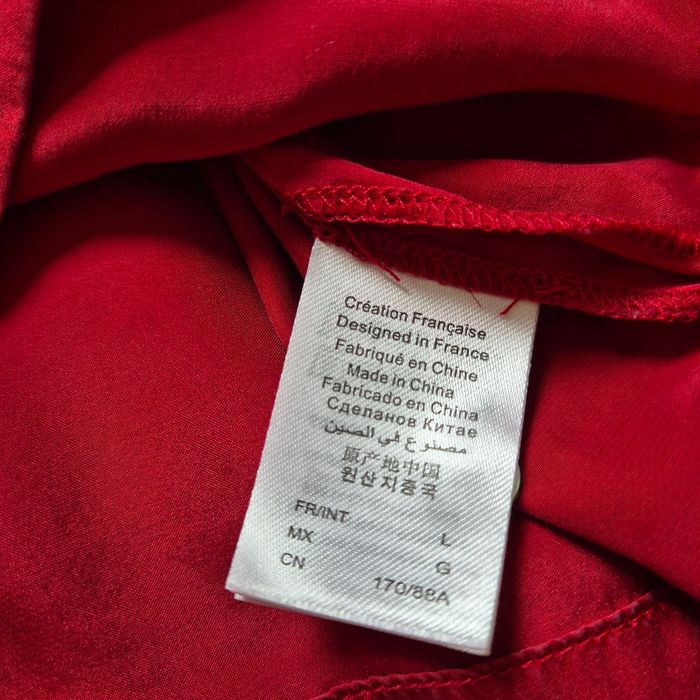 Création Française
Designed in France
Fabriqué en Chine
Made in China
Fabricado en China
Сделанов Китае
مصنوع في الصين
原产地中国
원산지중국
FR/INT L
MX G
CN 170/88A